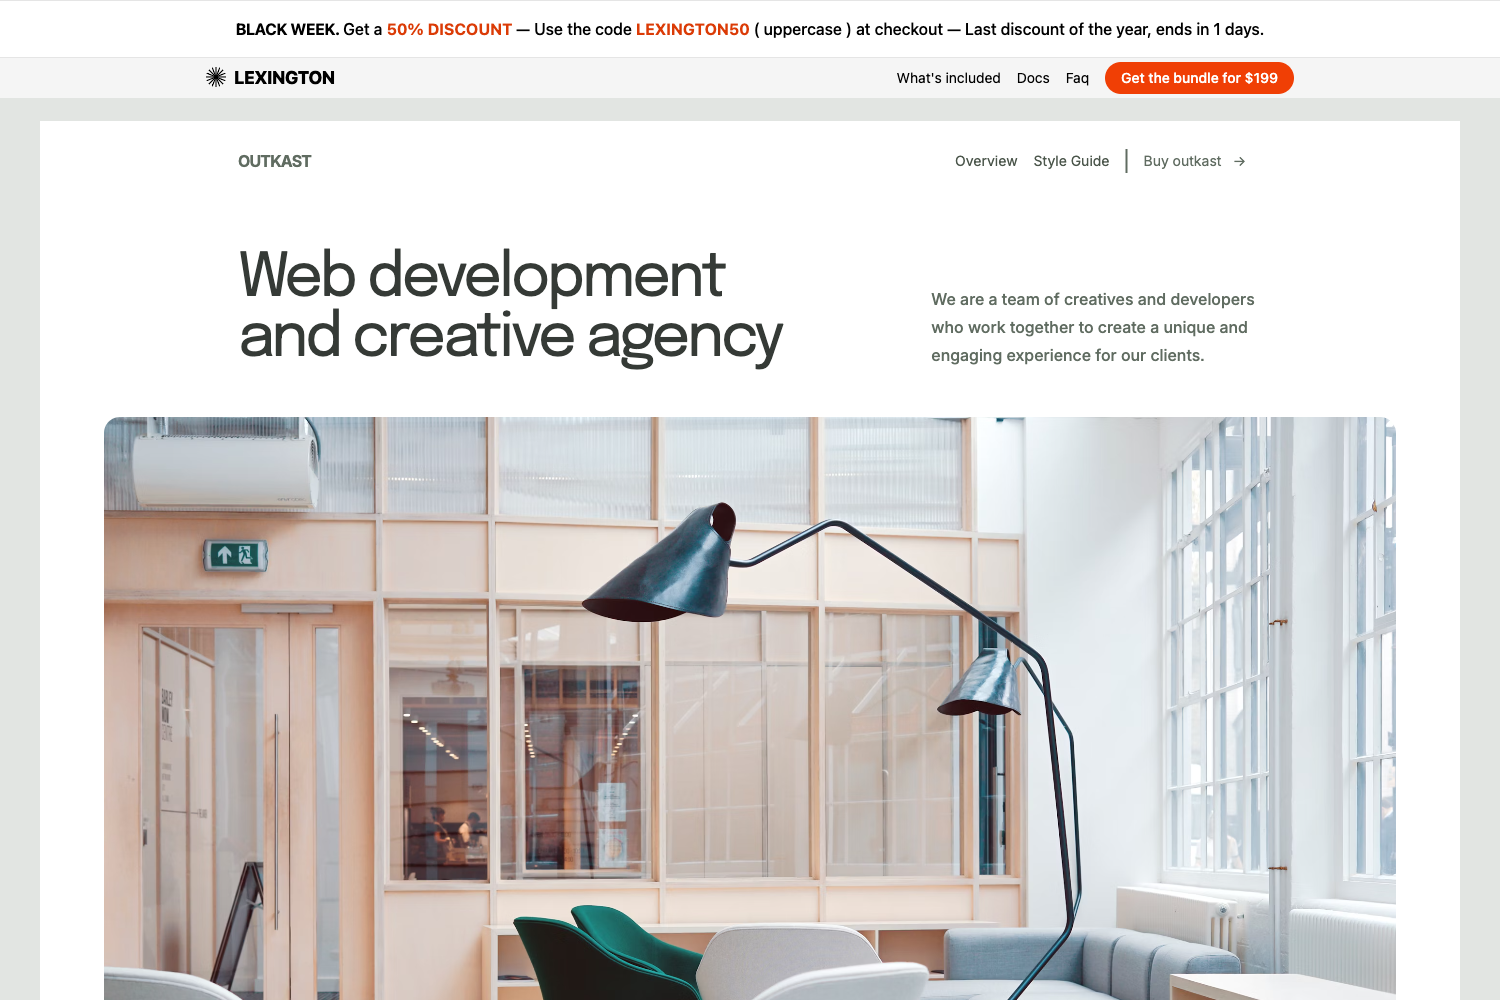 BLACK WEEK. Get a 50% DISCOUNT — Use the code LEXINGTON50 ( uppercase ) at checkout — Last discount of the year, ends in 1 days.
LEXINGTON
What's included
Docs
Faq
Get the bundle for $199
OUTKAST
Overview
Style Guide
Buy outkast →
Web development
and creative agency
We are a team of creatives and developers
who work together to create a unique and
engaging experience for our clients.